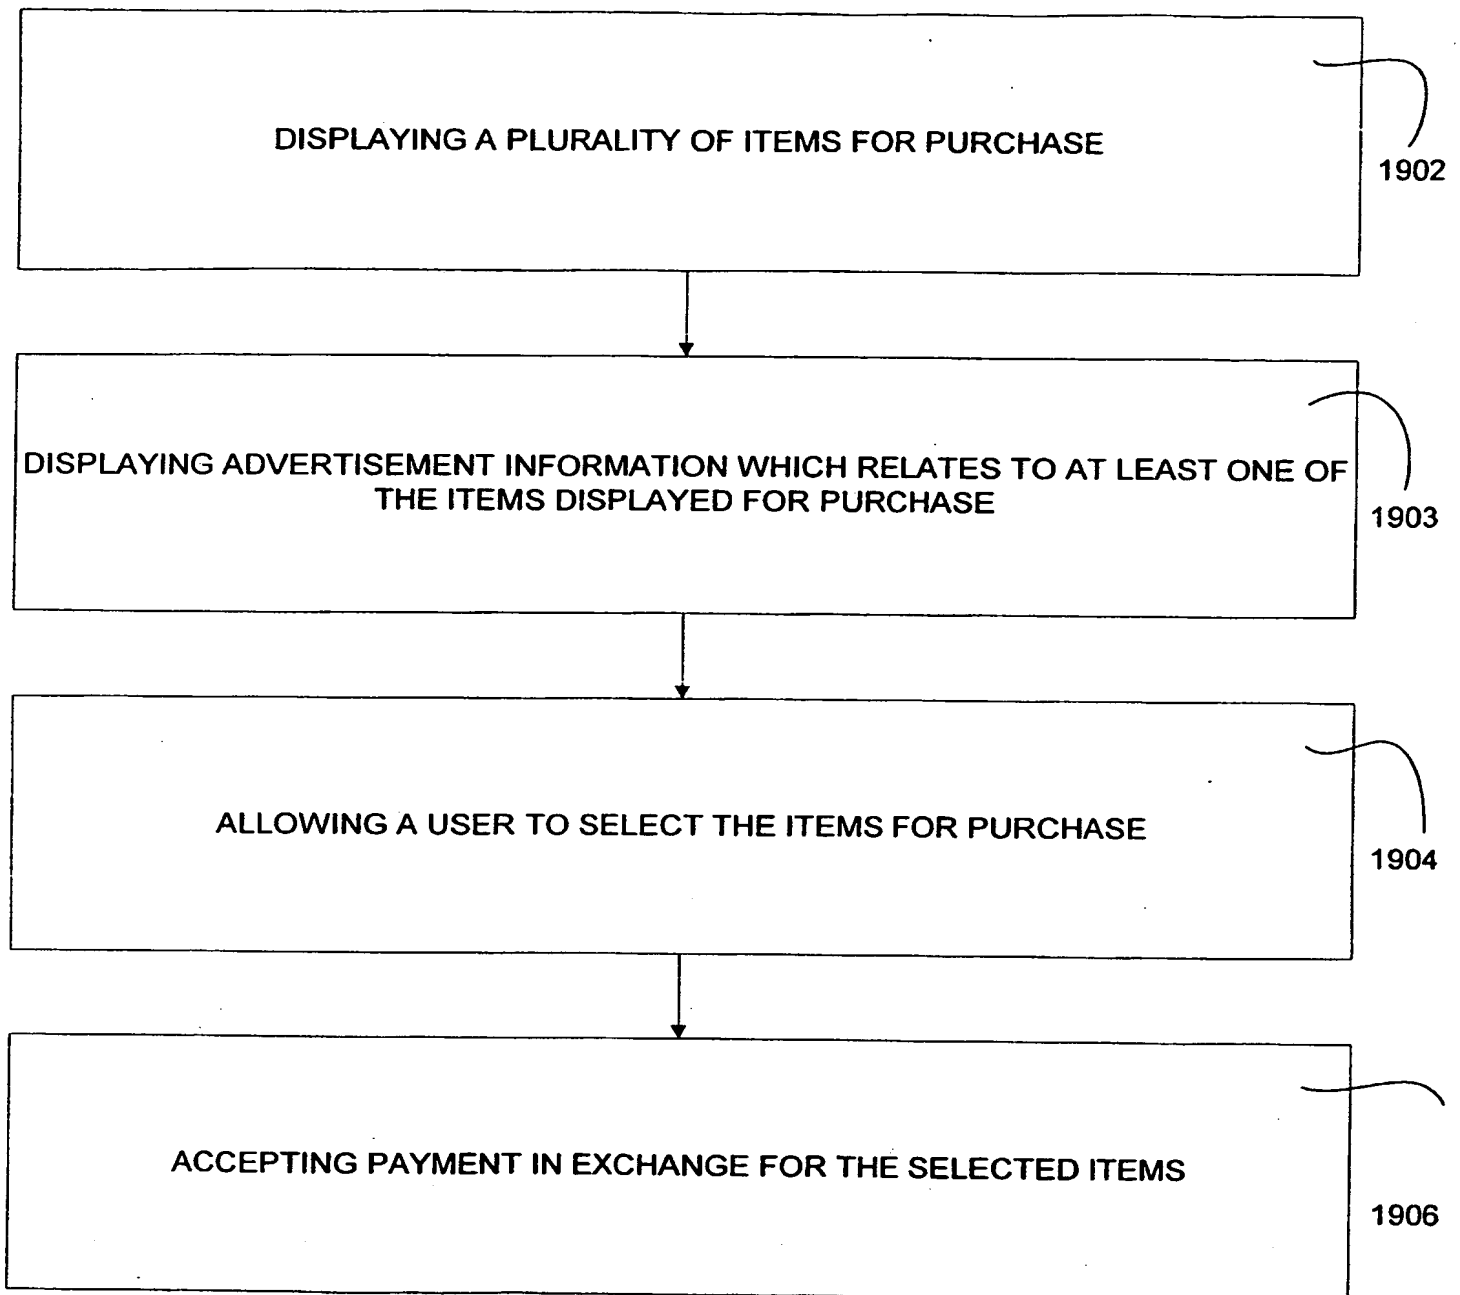 DISPLAYING A PLURALITY OF ITEMS FOR PURCHASE
1902
DISPLAYING ADVERTISEMENT INFORMATION WHICH RELATES TO AT LEAST ONE OF
THE ITEMS DISPLAYED FOR PURCHASE
1903
ALLOWING A USER TO SELECT THE ITEMS FOR PURCHASE
1904
ACCEPTING PAYMENT IN EXCHANGE FOR THE SELECTED ITEMS
1906